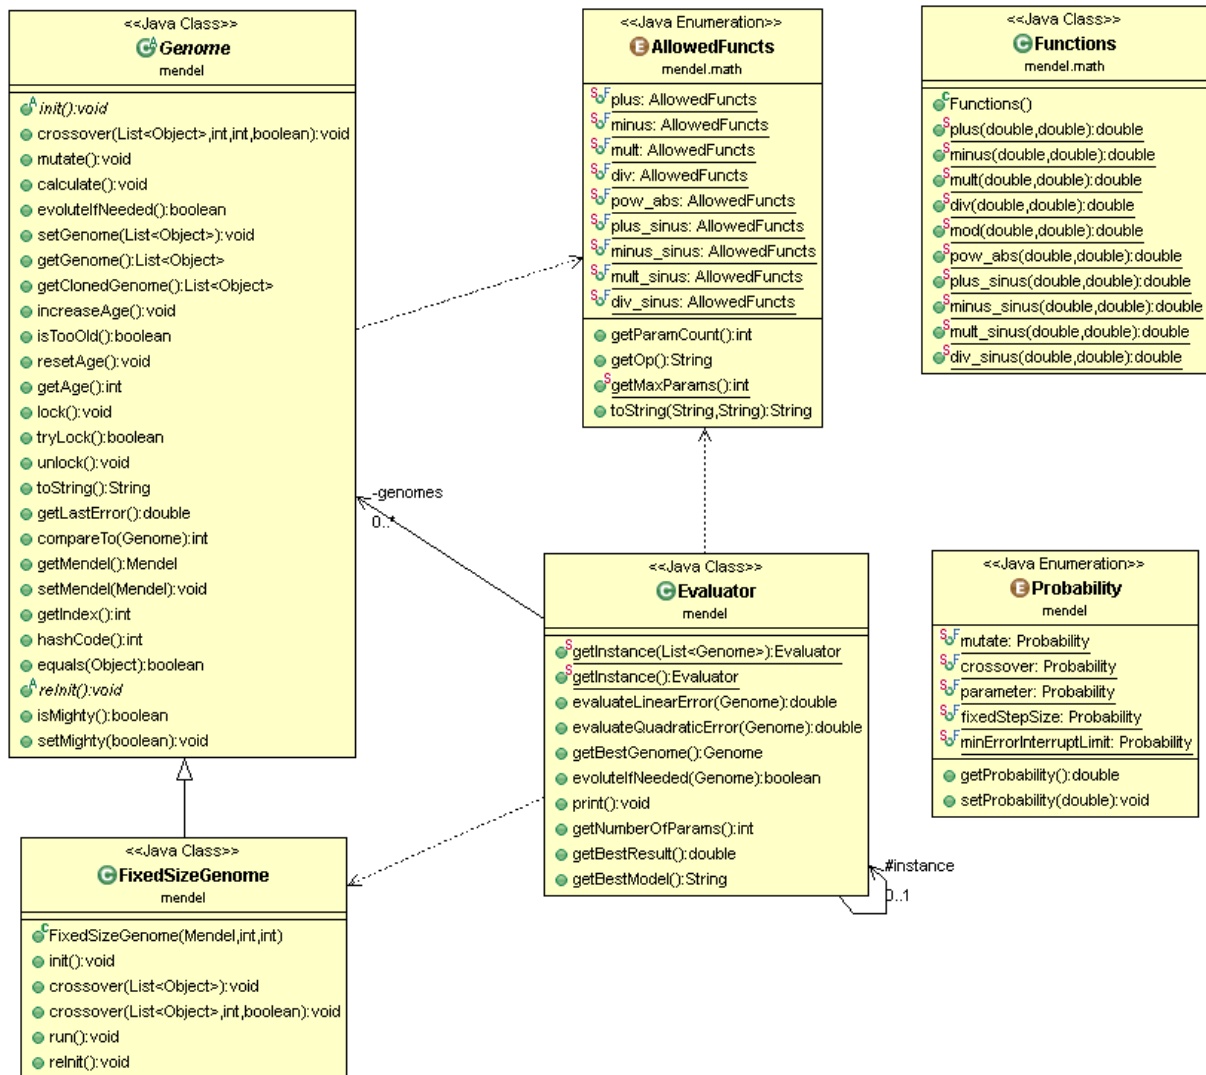 <<Java Class>>
Genome
mendel
init():void
crossover(List<Object>,int,int,boolean):void
mutate():void
calculate():void
evoluteIfNeeded():boolean
setGenome(List<Object>):void
getGenome():List<Object>
getClonedGenome():List<Object>
increaseAge():void
isTooOld():boolean
resetAge():void
getAge():int
lock():void
tryLock():boolean
unlock():void
toString():String
getLastError():double
compareTo(Genome):int
getMendel():Mendel
setMendel(Mendel):void
getIndex():int
hashCode():int
equals(Object):boolean
reInit():void
isMighty():boolean
setMighty(boolean):void
<<Java Enumeration>>
AllowedFuncts
mendel.math
plus: AllowedFuncts
minus: AllowedFuncts
mult: AllowedFuncts
div: AllowedFuncts
pow_abs: AllowedFuncts
plus_sinus: AllowedFuncts
minus_sinus: AllowedFuncts
mult_sinus: AllowedFuncts
div_sinus: AllowedFuncts
getParamCount():int
getOp():String
getMaxParams():int
toString(String,String):String
<<Java Class>>
Functions
mendel.math
Functions()
plus(double,double):double
minus(double,double):double
mult(double,double):double
div(double,double):double
mod(double,double):double
pow_abs(double,double):double
plus_sinus(double,double):double
minus_sinus(double,double):double
mult_sinus(double,double):double
div_sinus(double,double):double
-genomes
0..*
<<Java Class>>
Evaluator
mendel
getInstance(List<Genome>):Evaluator
getInstance():Evaluator
evaluateLinearError(Genome):double
evaluateQuadraticError(Genome):double
getBestGenome():Genome
evoluteIfNeeded(Genome):boolean
print():void
getNumberOfParams():int
getBestResult():double
getBestModel():String
#instance
0..1
<<Java Enumeration>>
Probability
mendel
mutate: Probability
crossover: Probability
parameter: Probability
fixedStepSize: Probability
minErrorInterruptLimit: Probability
getProbability():double
setProbability(double):void
<<Java Class>>
FixedSizeGenome
mendel
FixedSizeGenome(Mendel,int,int)
init():void
crossover(List<Object>):void
crossover(List<Object>,int,boolean):void
run():void
reInit():void